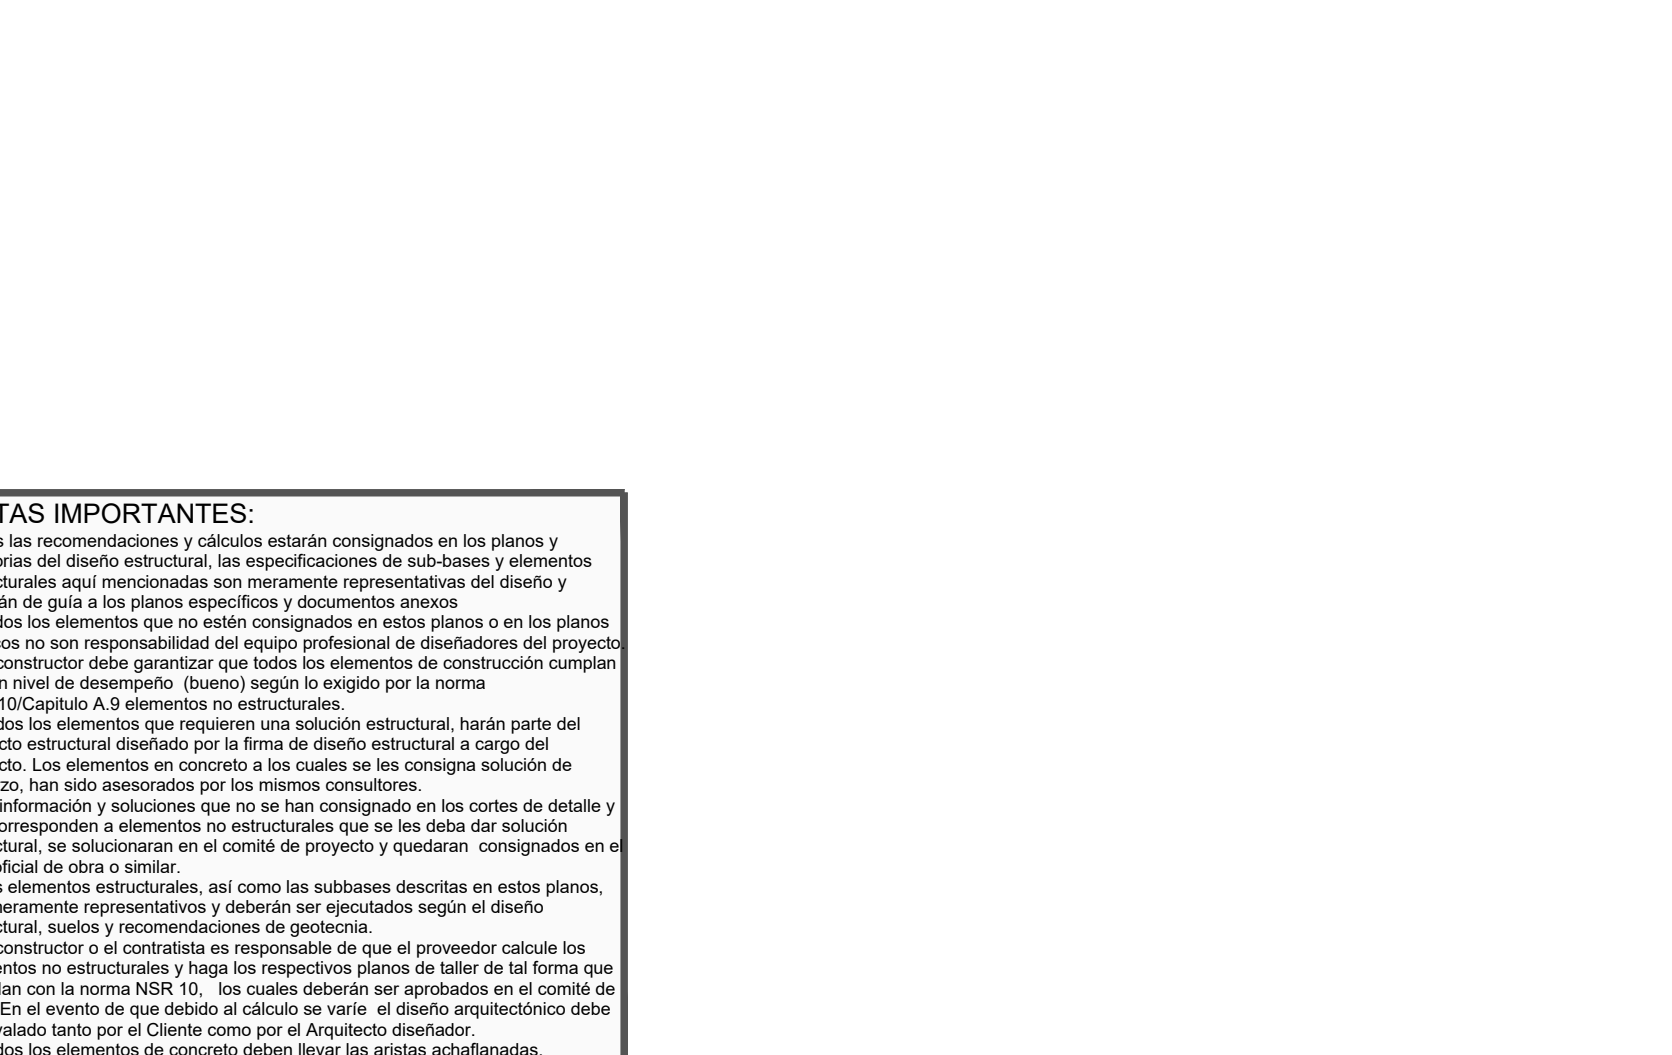 TAS IMPORTANTES:
s las recomendaciones y cálculos estarán consignados en los planos y
orias del diseño estructural, las especificaciones de sub-bases y elementos
cturales aquí mencionadas son meramente representativas del diseño y
án de guía a los planos específicos y documentos anexos
dos los elementos que no estén consignados en estos planos o en los planos
cos no son responsabilidad del equipo profesional de diseñadores del proyecto.
constructor debe garantizar que todos los elementos de construcción cumplan
n nivel de desempeño  (bueno) según lo exigido por la norma
10/Capitulo A.9 elementos no estructurales.
dos los elementos que requieren una solución estructural, harán parte del
cto estructural diseñado por la firma de diseño estructural a cargo del
cto. Los elementos en concreto a los cuales se les consigna solución de
zo, han sido asesorados por los mismos consultores.
información y soluciones que no se han consignado en los cortes de detalle y
orresponden a elementos no estructurales que se les deba dar solución
ctural, se solucionaran en el comité de proyecto y quedaran  consignados en el
oficial de obra o similar.
s elementos estructurales, así como las subbases descritas en estos planos,
meramente representativos y deberán ser ejecutados según el diseño
ctural, suelos y recomendaciones de geotecnia.
constructor o el contratista es responsable de que el proveedor calcule los
entos no estructurales y haga los respectivos planos de taller de tal forma que
lan con la norma NSR 10,   los cuales deberán ser aprobados en el comité de
En el evento de que debido al cálculo se varíe  el diseño arquitectónico debe
valado tanto por el Cliente como por el Arquitecto diseñador.
dos los elementos de concreto deben llevar las aristas achaflanadas.